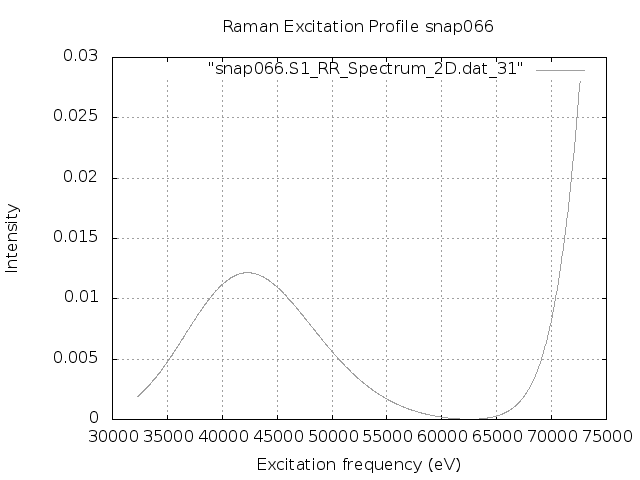 Raman Excitation Profile snap066
"snap066.S1_RR_Spectrum_2D.dat_31"
0.03
0.025
0.02
0.015
0.01
0.005
0
Intensity
30000 35000 40000 45000 50000 55000 60000 65000 70000 75000
Excitation frequency (eV)